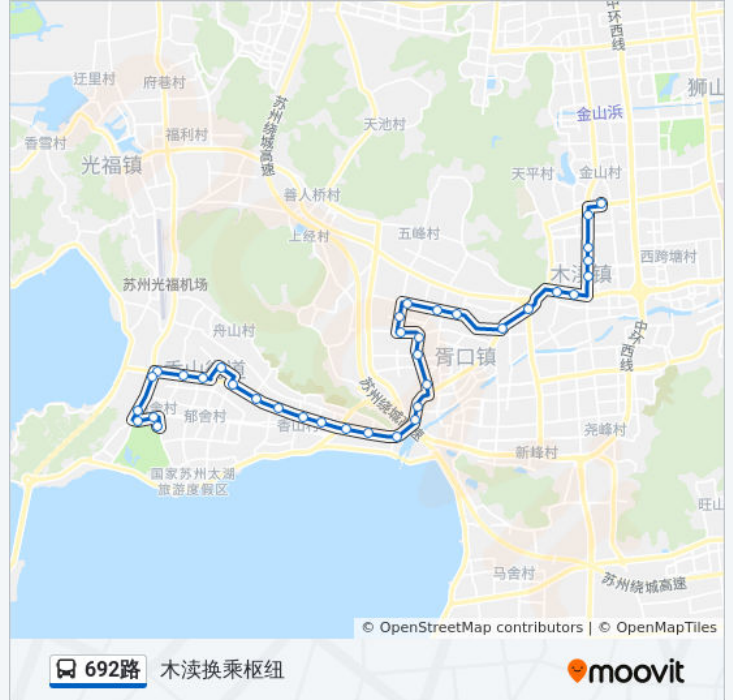 中环西线
迂里村
府巷村
狮山
苏州绕城高速
金山浜
天池村
香雪村
福利村
光福镇
天平村
金山村
善人桥村
上经村
五峰村
西跨塘村
木渎镇
苏州光福机场
舟山村
中环西线
胥口镇
香山街道
苏州绕城高速
舍村
郁舍村
香山村
尧峰村
新峰村
国家苏州太湖
旅游度假区
旺山
马舍村
苏州绕城高速
© OpenStreetMap contributors | © OpenMapTiles
692路
木渎换乘枢纽
moovit